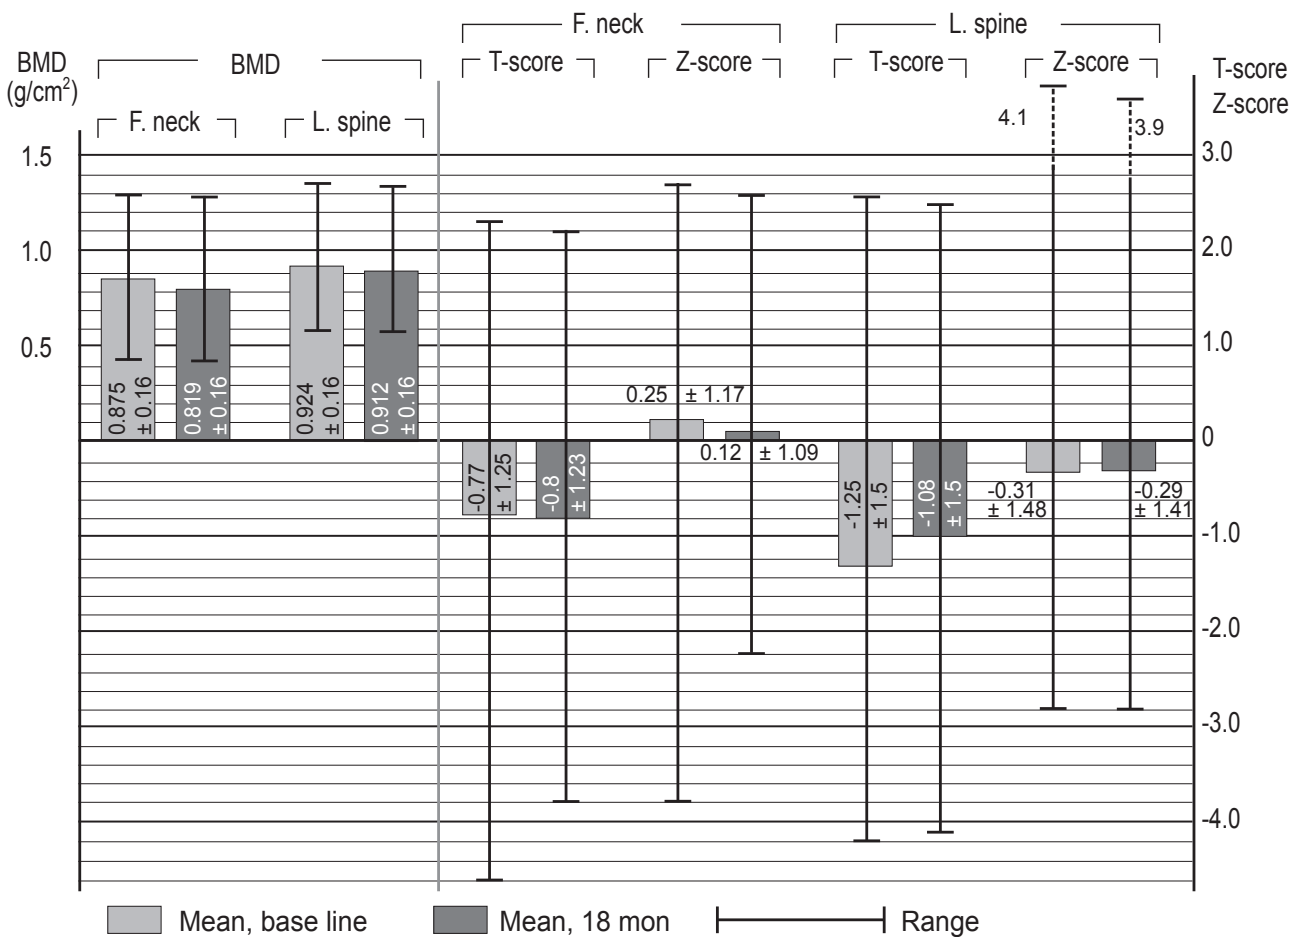 F. neck
L. spine
BMD
(g/cm²)
BMD
T-score
Z-score
T-score
Z-score
T-score
Z-score
F. neck
L. spine
4.1
3.9
1.5
1.0
0.5
3.0
2.0
1.0
0
-1.0
-2.0
-3.0
-4.0
0.875
± 0.16
0.819
± 0.16
0.924
± 0.16
0.912
± 0.16
-0.77
± 1.25
-0.8
± 1.23
0.25 ± 1.17
0.12 ± 1.09
-1.25
± 1.5
-1.08
± 1.5
-0.31
± 1.48
-0.29
± 1.41
Mean, base line
Mean, 18 mon
Range